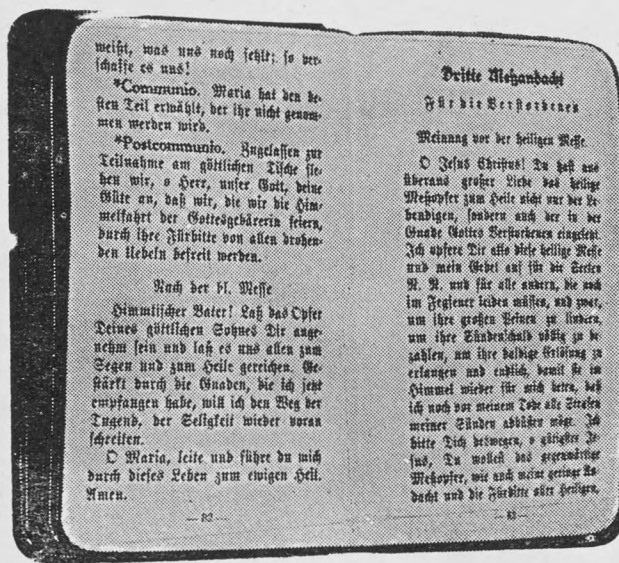 weißt, was uns noch fehlt; so ver-
schaffe es uns!
*Communio. Maria hat den be-
sten Teil erwählt, der ihr nicht genom-
men werden wird.
*Postcommunio. Zugelassen zur
Teilnahme am göttlichen Tische fle-
hen wir, o Herr, unser Gott, deine
Güte an, daß wir, die wir die Him-
melfahrt der Gottesgebärerin feiern,
durch ihre Fürbitte von allen drohen-
den Uebeln befreit werden.
Nach der hl. Messe
Himmlischer Vater! Laß das Opfer
Deines göttlichen Sohnes Dir ange-
nehm sein und laß es uns allen zum
Segen und zum Heile gereichen. Ge-
stärkt durch die Gnaden, die ich jetzt
empfangen habe, will ich den Weg der
Tugend, der Seligkeit wieder voran
schreiten.
O Maria, leite und führe du mich
durch dieses Leben zum ewigen Heil.
Amen.
— 82 —
Dritte Meßandacht
Für die Verstorbenen
Meinung vor der heiligen Messe.
O Jesus Christus! Du hast aus
überaus großer Liebe das heilige
Meßopfer zum Heile nicht nur der Le-
bendigen, sondern auch der in der
Gnade Gottes Verstorbenen eingesetzt.
Ich opfere Dir also diese heilige Messe
und mein Gebet auf für die Seelen
N. N. und für alle andern, die noch
im Fegfeuer leiden müssen, und zwar,
um ihre großen Peinen zu lindern,
um ihre Sündenschuld völlig zu be-
zahlen, um ihre baldige Erlösung zu
erlangen und endlich, damit sie im
Himmel wieder für mich beten, daß
ich noch vor meinem Tode alle Strafen
meiner Sünden abbüßen möge. Ich
bitte Dich deswegen, o gütigster Je-
sus, Du wollest das gegenwärtige
Meßopfer, wie auch meine geringe An-
dacht und die Fürbitte aller Heiligen,
— 83 —